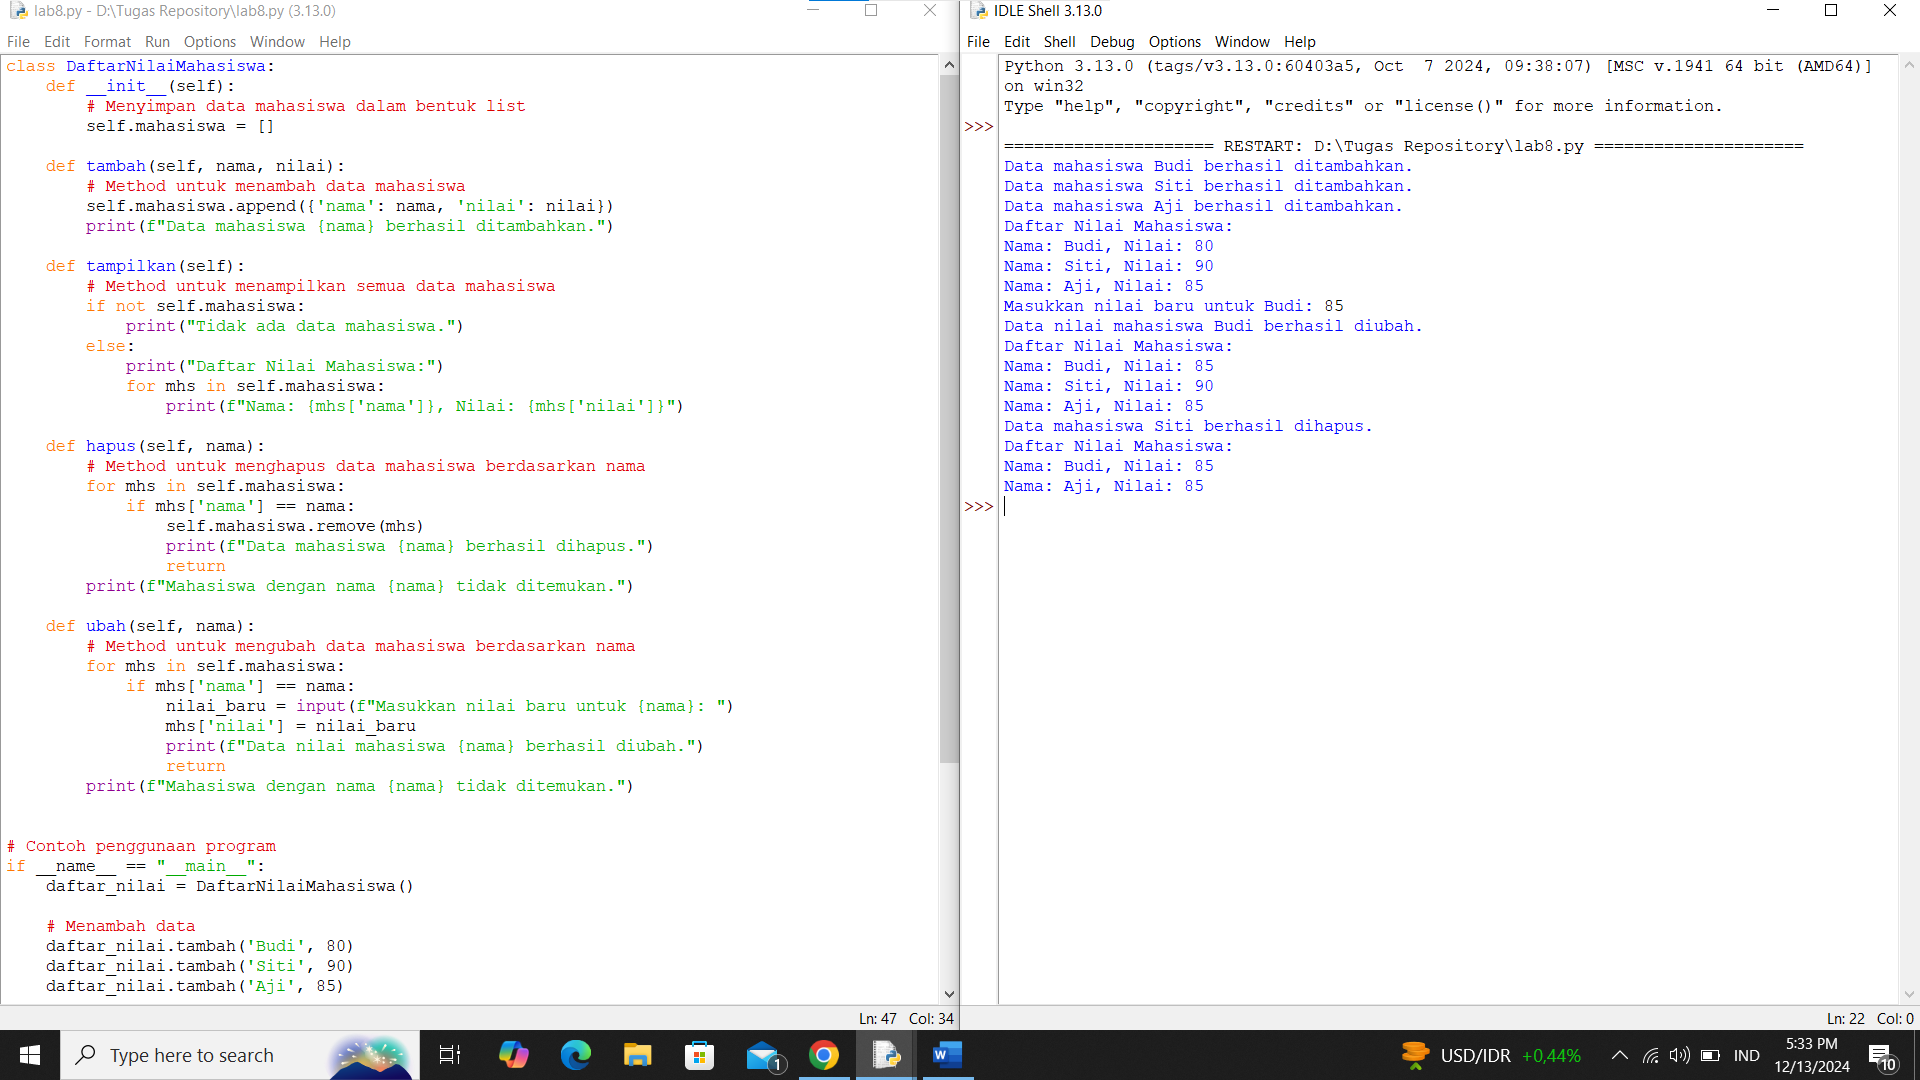 lab8.py - D:\Tugas Repository\lab8.py (3.13.0)
File Edit Format Run Options Window Help
class DaftarNilaiMahasiswa:
    def __init__(self):
        # Menyimpan data mahasiswa dalam bentuk list
        self.mahasiswa = []
    def tambah(self, nama, nilai):
        # Method untuk menambah data mahasiswa
        self.mahasiswa.append({'nama': nama, 'nilai': nilai})
        print(f"Data mahasiswa {nama} berhasil ditambahkan.")
    def tampilkan(self):
        # Method untuk menampilkan semua data mahasiswa
        if not self.mahasiswa:
            print("Tidak ada data mahasiswa.")
        else:
            print("Daftar Nilai Mahasiswa:")
            for mhs in self.mahasiswa:
                print(f"Nama: {mhs['nama']}, Nilai: {mhs['nilai']}")
    def hapus(self, nama):
        # Method untuk menghapus data mahasiswa berdasarkan nama
        for mhs in self.mahasiswa:
            if mhs['nama'] == nama:
                self.mahasiswa.remove(mhs)
                print(f"Data mahasiswa {nama} berhasil dihapus.")
                return
        print(f"Mahasiswa dengan nama {nama} tidak ditemukan.")
    def ubah(self, nama):
        # Method untuk mengubah data mahasiswa berdasarkan nama
        for mhs in self.mahasiswa:
            if mhs['nama'] == nama:
                nilai_baru = input(f"Masukkan nilai baru untuk {nama}: ")
                mhs['nilai'] = nilai_baru
                print(f"Data nilai mahasiswa {nama} berhasil diubah.")
                return
        print(f"Mahasiswa dengan nama {nama} tidak ditemukan.")
# Contoh penggunaan program
if __name__ == "__main__":
    daftar_nilai = DaftarNilaiMahasiswa()
    # Menambah data
    daftar_nilai.tambah('Budi', 80)
    daftar_nilai.tambah('Siti', 90)
    daftar_nilai.tambah('Aji', 85)
Ln: 47 Col: 34
IDLE Shell 3.13.0
File Edit Shell Debug Options Window Help
Python 3.13.0 (tags/v3.13.0:60403a5, Oct  7 2024, 09:38:07) [MSC v.1941 64 bit (AMD64)]
on win32
Type "help", "copyright", "credits" or "license()" for more information.
>>>
===================== RESTART: D:\Tugas Repository\lab8.py =====================
Data mahasiswa Budi berhasil ditambahkan.
Data mahasiswa Siti berhasil ditambahkan.
Data mahasiswa Aji berhasil ditambahkan.
Daftar Nilai Mahasiswa:
Nama: Budi, Nilai: 80
Nama: Siti, Nilai: 90
Nama: Aji, Nilai: 85
Masukkan nilai baru untuk Budi: 85
Data nilai mahasiswa Budi berhasil diubah.
Daftar Nilai Mahasiswa:
Nama: Budi, Nilai: 85
Nama: Siti, Nilai: 90
Nama: Aji, Nilai: 85
Data mahasiswa Siti berhasil dihapus.
Daftar Nilai Mahasiswa:
Nama: Budi, Nilai: 85
Nama: Aji, Nilai: 85
>>>
Ln: 22 Col: 0
Type here to search
1
W
USD/IDR +0,44%
IND
5:33 PM
12/13/2024
10